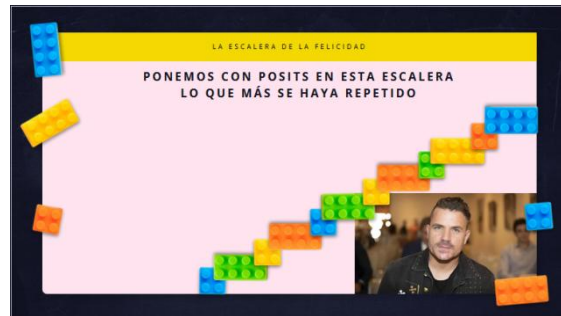 LA ESCALERA DE LA FELICIDAD
PONEMOS CON POSITS EN ESTA ESCALERA
LO QUE MÁS SE HAYA REPETIDO